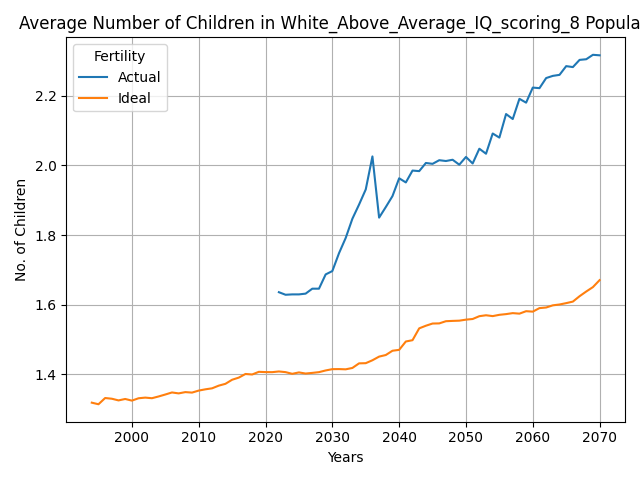 Average Number of Children in White_Above_Average_IQ_scoring_8 Popula
Fertility
Actual
Ideal
No. of Children
2.2
2.0
1.8
1.6
1.4
2000 2010 2020 2030 2040 2050 2060 2070
Years